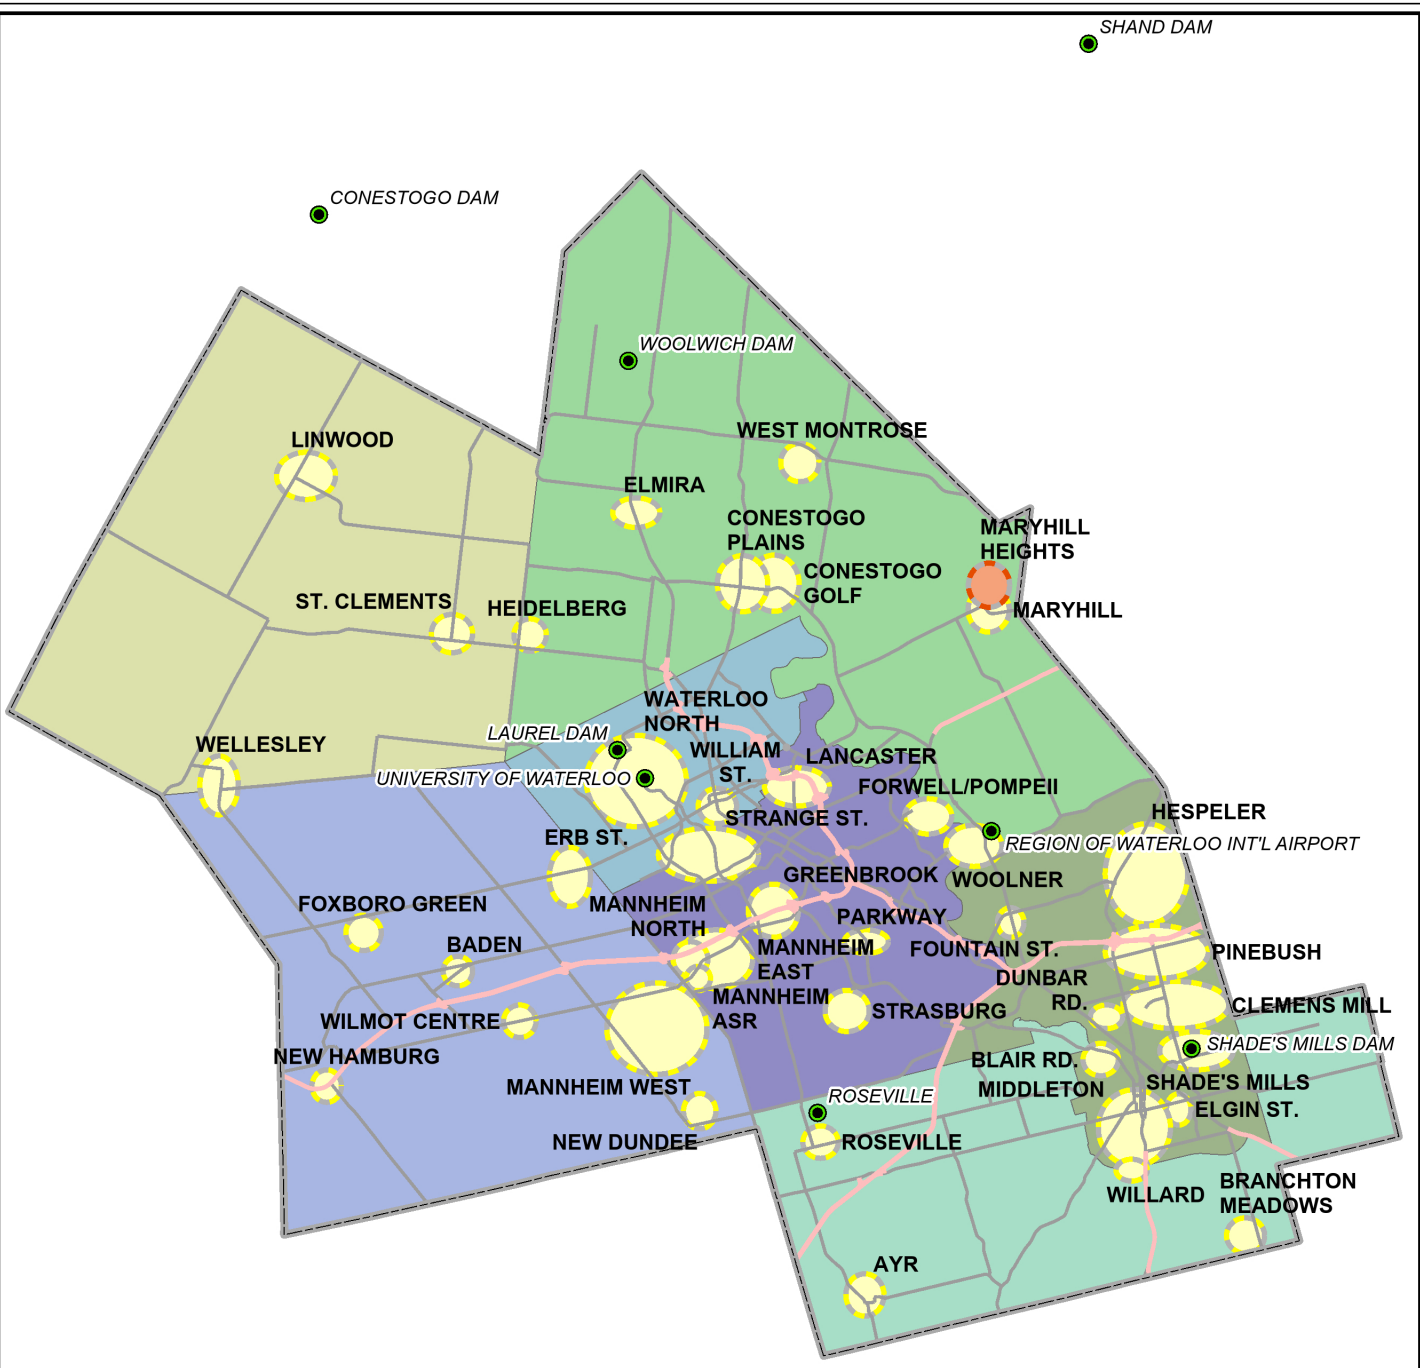 SHAND DAM
CONESTOGO DAM
WOOLWICH DAM
WEST MONTROSE
LINWOOD
ELMIRA
CONESTOGO
PLAINS
MARYHILL
HEIGHTS
CONESTOGO
GOLF
ST. CLEMENTS
HEIDELBERG
MARYHILL
WATERLOO
NORTH
LAUREL DAM
WELLESLEY
WILLIAM
ST.
LANCASTER
UNIVERSITY OF WATERLOO
FORWELL/POMPEII
HESPELER
STRANGE ST.
ERB ST.
REGION OF WATERLOO INT'L AIRPORT
GREENBROOK
WOOLNER
FOXBORO GREEN
MANNHEIM
NORTH
PARKWAY
BADEN
MANNHEIM
EAST
FOUNTAIN ST.
PINEBUSH
DUNBAR
RD.
MANNHEIM
ASR
STRASBURG
CLEMENS MILL
WILMOT CENTRE
SHADE'S MILLS DAM
NEW HAMBURG
BLAIR RD.
MANNHEIM WEST
MIDDLETON
SHADE'S MILLS
ROSEVILLE
ELGIN ST.
NEW DUNDEE
ROSEVILLE
WILLARD
BRANCHTON
MEADOWS
AYR